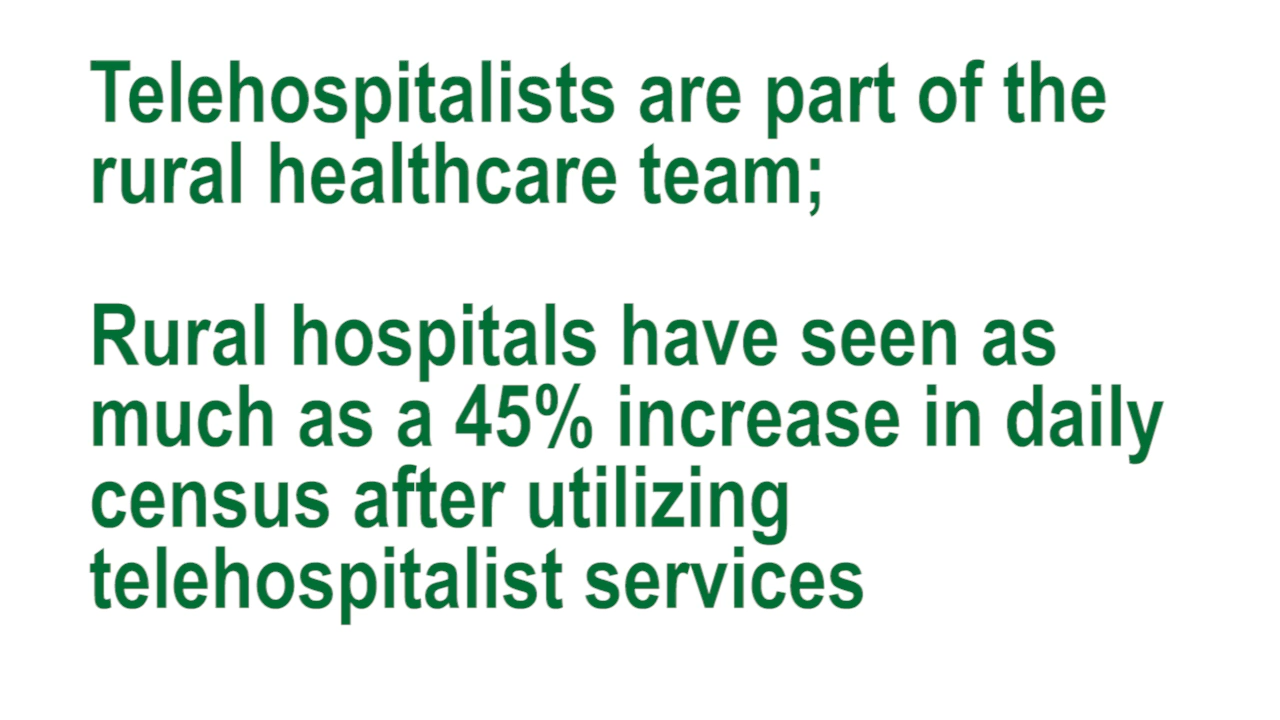 Telehospitalists are part of the
rural healthcare team;
Rural hospitals have seen as
much as a 45% increase in daily
census after utilizing
telehospitalist services